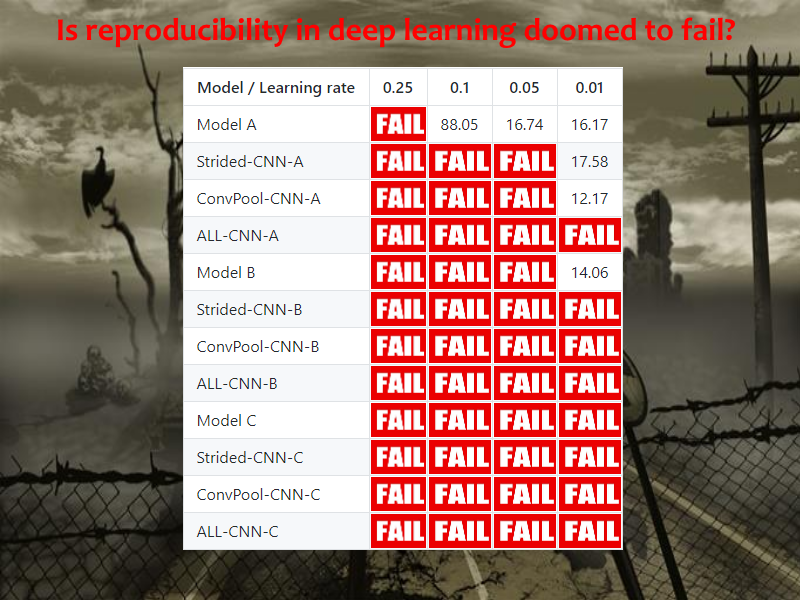 Is reproducibility in deep learning doomed to fail?
Model / Learning rate 0.25 0.1 0.05 0.01
Model A FAIL 88.05 16.74 16.17
Strided-CNN-A FAIL FAIL FAIL 17.58
ConvPool-CNN-A FAIL FAIL FAIL 12.17
ALL-CNN-A FAIL FAIL FAIL FAIL
Model B FAIL FAIL FAIL 14.06
Strided-CNN-B FAIL FAIL FAIL FAIL
ConvPool-CNN-B FAIL FAIL FAIL FAIL
ALL-CNN-B FAIL FAIL FAIL FAIL
Model C FAIL FAIL FAIL FAIL
Strided-CNN-C FAIL FAIL FAIL FAIL
ConvPool-CNN-C FAIL FAIL FAIL FAIL
ALL-CNN-C FAIL FAIL FAIL FAIL